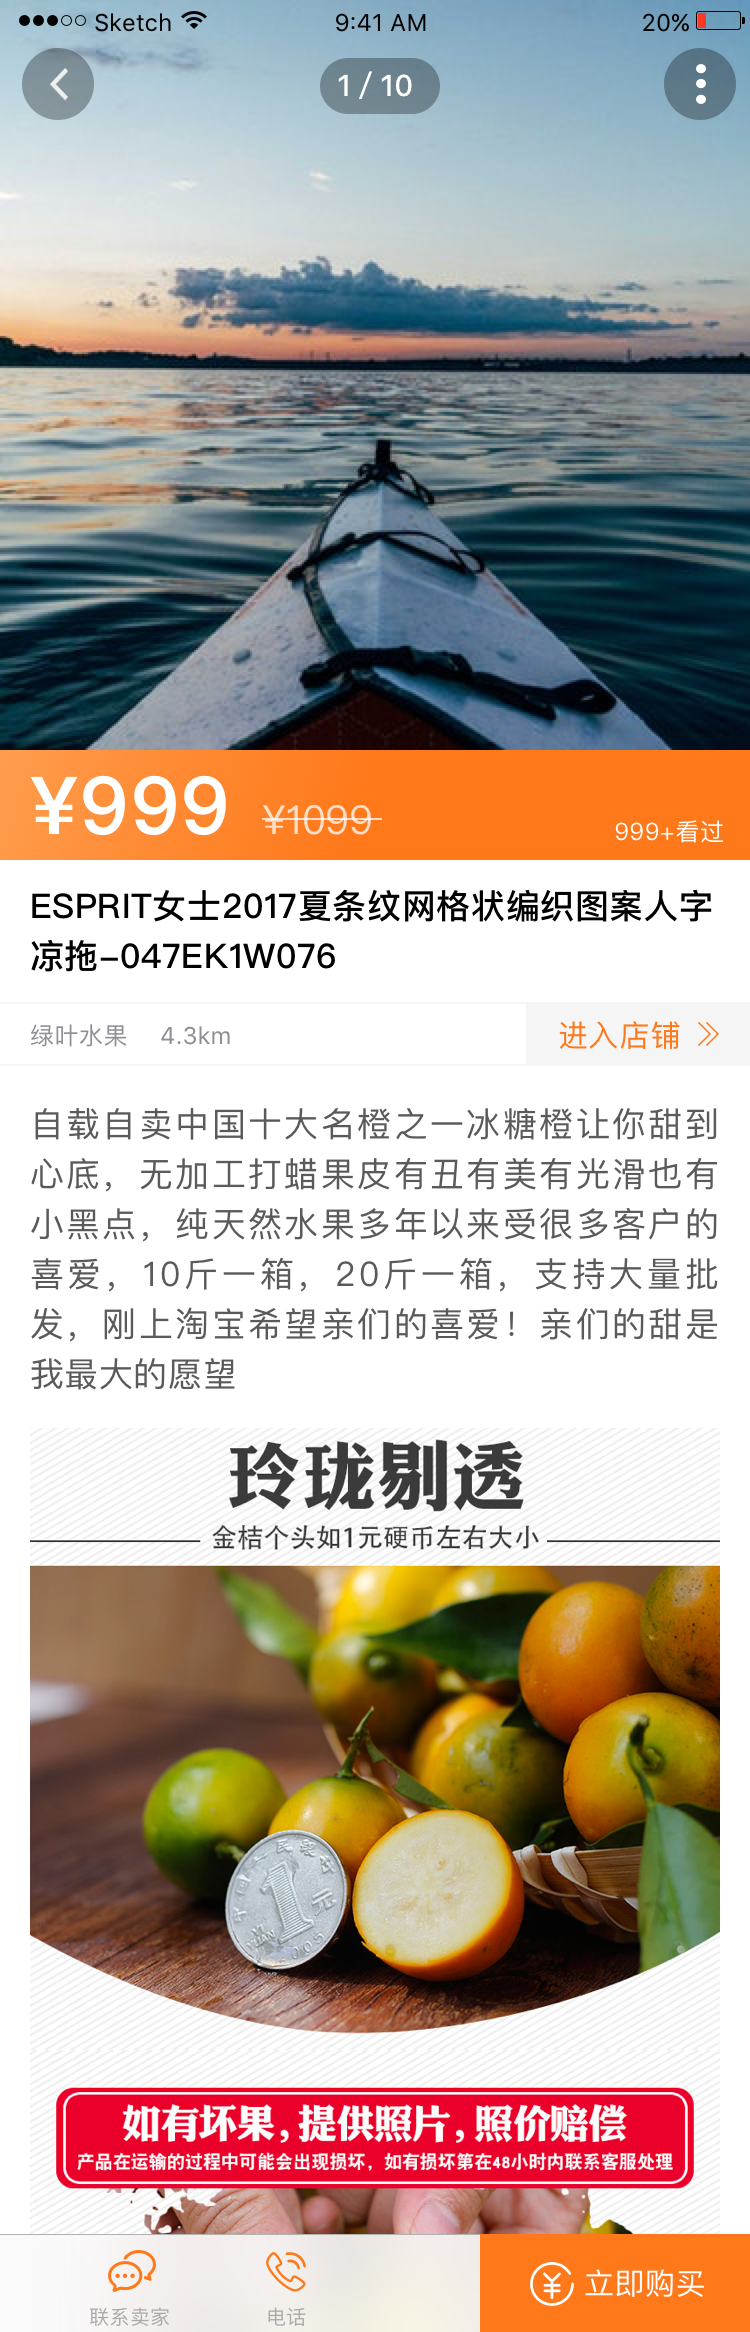 Sketch 9:41 AM 20%
1 / 10
¥999 ¥1099 999+看过
ESPRIT女士2017夏条纹网格状编织图案人字
凉拖-047EK1W076
绿叶水果 4.3km 进入店铺
自载自卖中国十大名橙之一冰糖橙让你甜到
心底，无加工打蜡果皮有丑有美有光滑也有
小黑点，纯天然水果多年以来受很多客户的
喜爱，10斤一箱，20斤一箱，支持大量批
发，刚上淘宝希望亲们的喜爱！亲们的甜是
我最大的愿望
玲珑剔透
金桔个头如1元硬币左右大小
1元
如有坏果，提供照片，照价赔偿
产品在运输的过程中可能会出现损坏，如有损坏第在48小时内联系客服处理
联系卖家 电话 立即购买